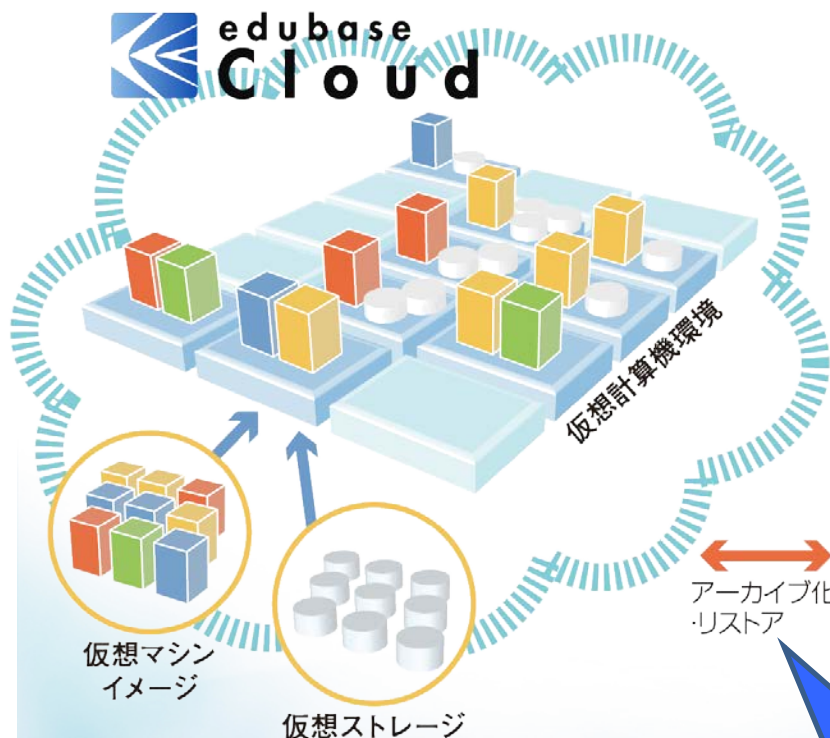 edubase
Cloud
仮想計算機環境
アーカイブ化
・リストア
仮想マシン
イメージ
仮想ストレージ